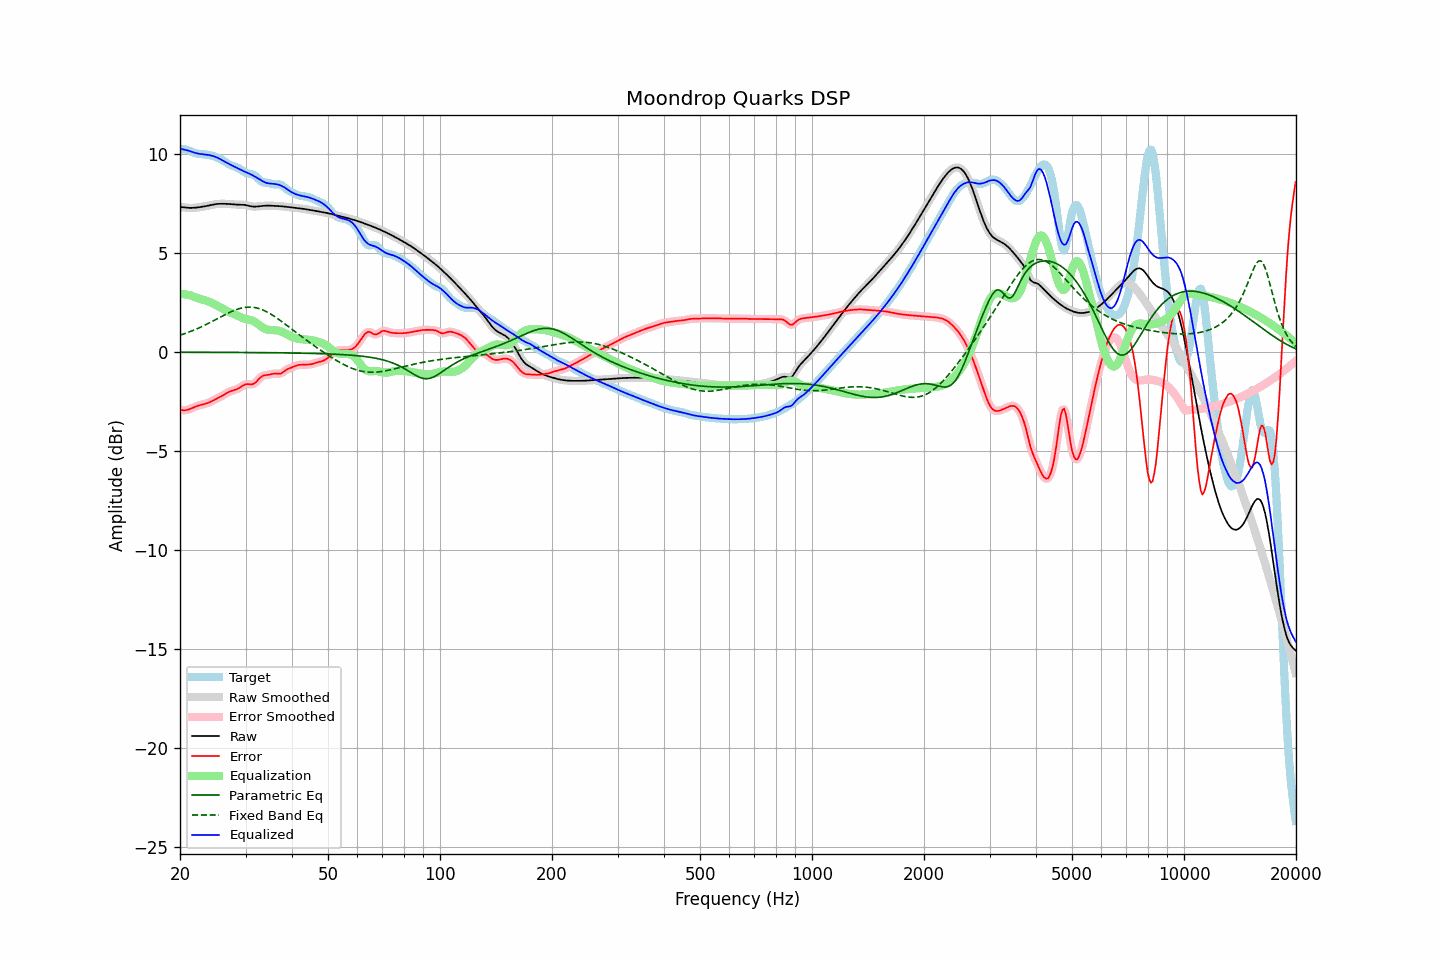 Moondrop Quarks DSP
Amplitude (dBr)
10
5
0
−5
−10
−15
−20
−25
Target
Raw Smoothed
Error Smoothed
Raw
Error
Equalization
Parametric Eq
Fixed Band Eq
Equalized
20 50 100 200 500 1000 2000 5000 10000 20000
Frequency (Hz)